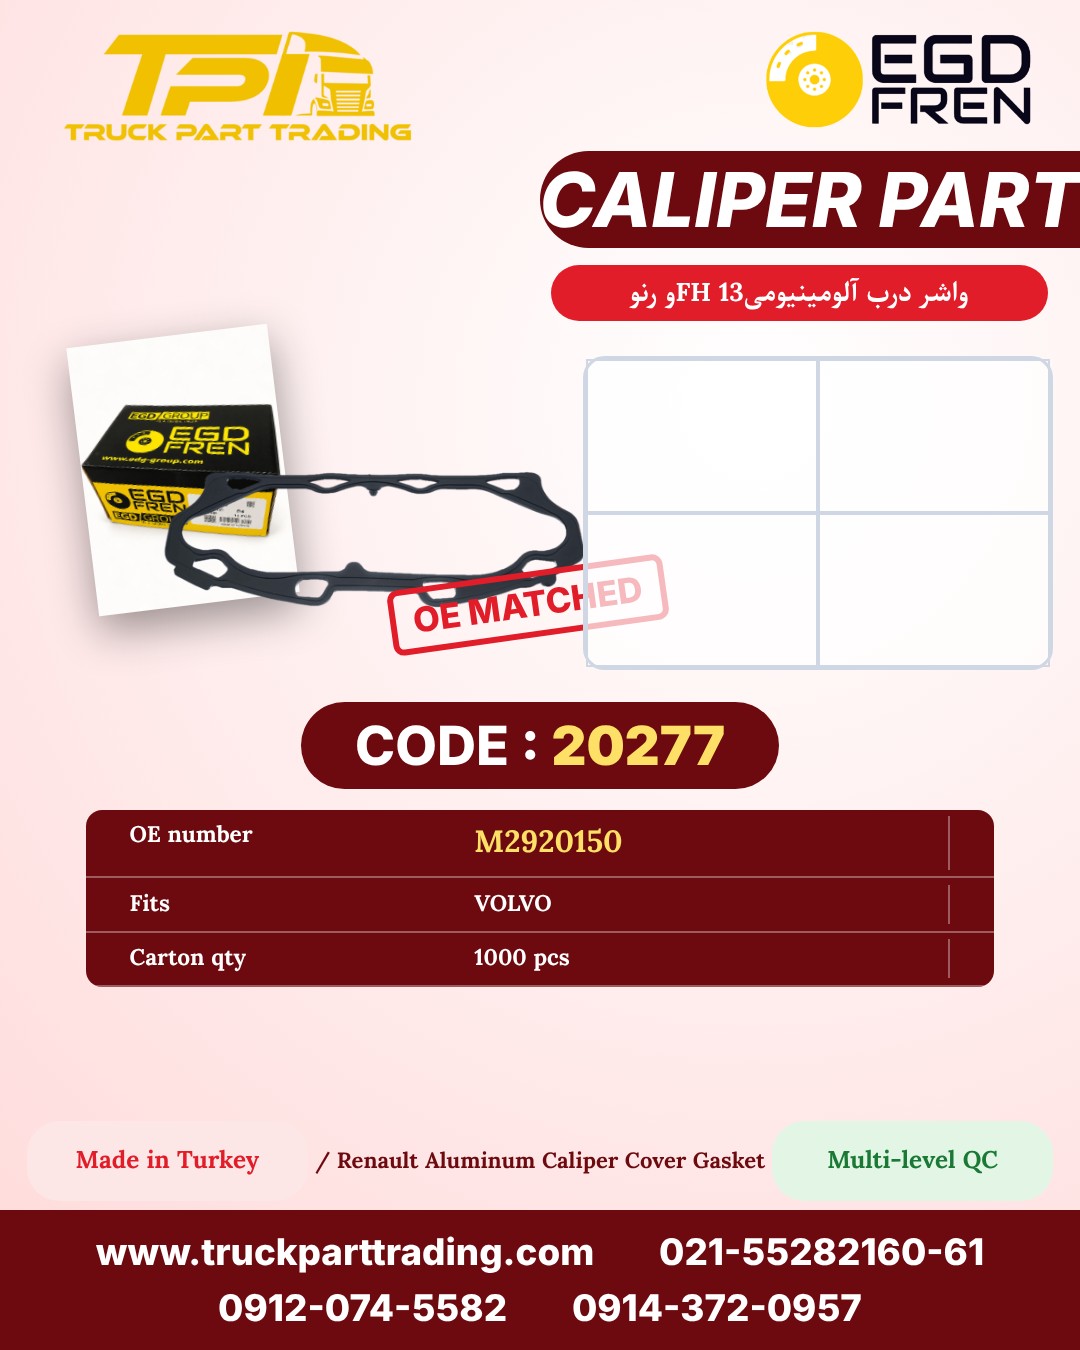 TPT
TRUCK PART TRADING
EGD
FREN
CALIPER PART
واشر درب آلومینیومی FH 13و رنو
EGD GROUP
EGD
FREN
www.edg-group.com
EGD
FREN
EGD GROUP
OE MATCHED
CODE : 20277
OE number M2920150
Fits VOLVO
Carton qty 1000 pcs
Made in Turkey
/ Renault Aluminum Caliper Cover Gasket
Multi-level QC
www.truckparttrading.com 021-55282160-61
0912-074-5582 0914-372-0957